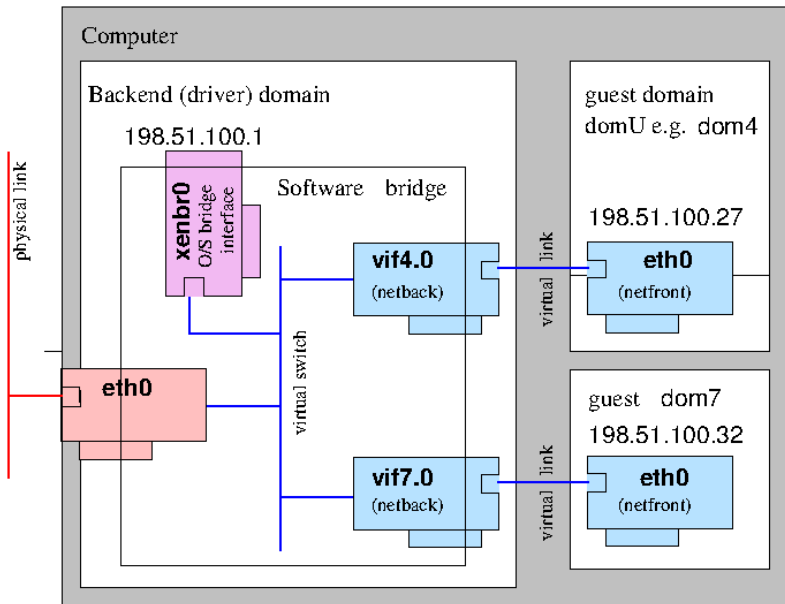 Computer
Backend (driver) domain
198.51.100.1
xenbr0
O/S bridge
interface
Software bridge
physical link
eth0
virtual switch
vif4.0
(netback)
vif7.0
(netback)
virtual link
virtual link
guest domain
domU e.g. dom4
198.51.100.27
eth0
(netfront)
guest dom7
198.51.100.32
eth0
(netfront)